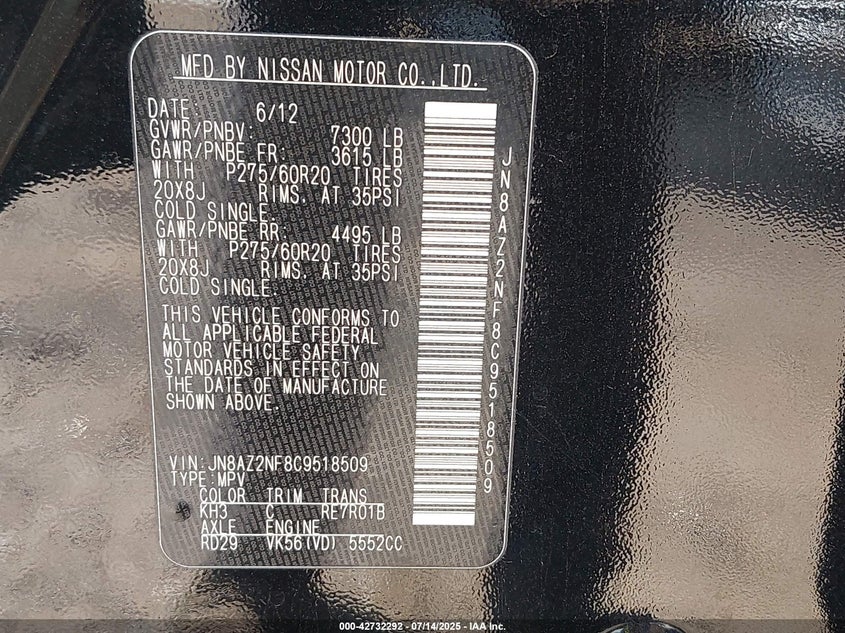 MFD BY NISSAN MOTOR CO.,LTD.
DATE 6/12
GVWR/PNBV: 7300 LB
GAWR/PNBE FR: 3615 LB
WITH P275/60R20 TIRES
20X8J RIMS. AT 35PSI
COLD SINGLE.
GAWR/PNBE RR: 4495 LB
WITH P275/60R20 TIRES
20X8J RIMS. AT 35PSI
COLD SINGLE.
THIS VEHICLE CONFORMS TO
ALL APPLICABLE FEDERAL
MOTOR VEHICLE SAFETY
STANDARDS IN EFFECT ON
THE DATE OF MANUFACTURE
SHOWN ABOVE.
VIN:JN8AZ2NF8C9518509
TYPE:MPV
COLOR TRIM TRANS
KH3 C RE7R01B
AXLE ENGINE
RD29 VK56(VD) 5552CC
JN8AZ2NF8C9518509
000-42732292 - 07/14/2025 - IAA Inc.